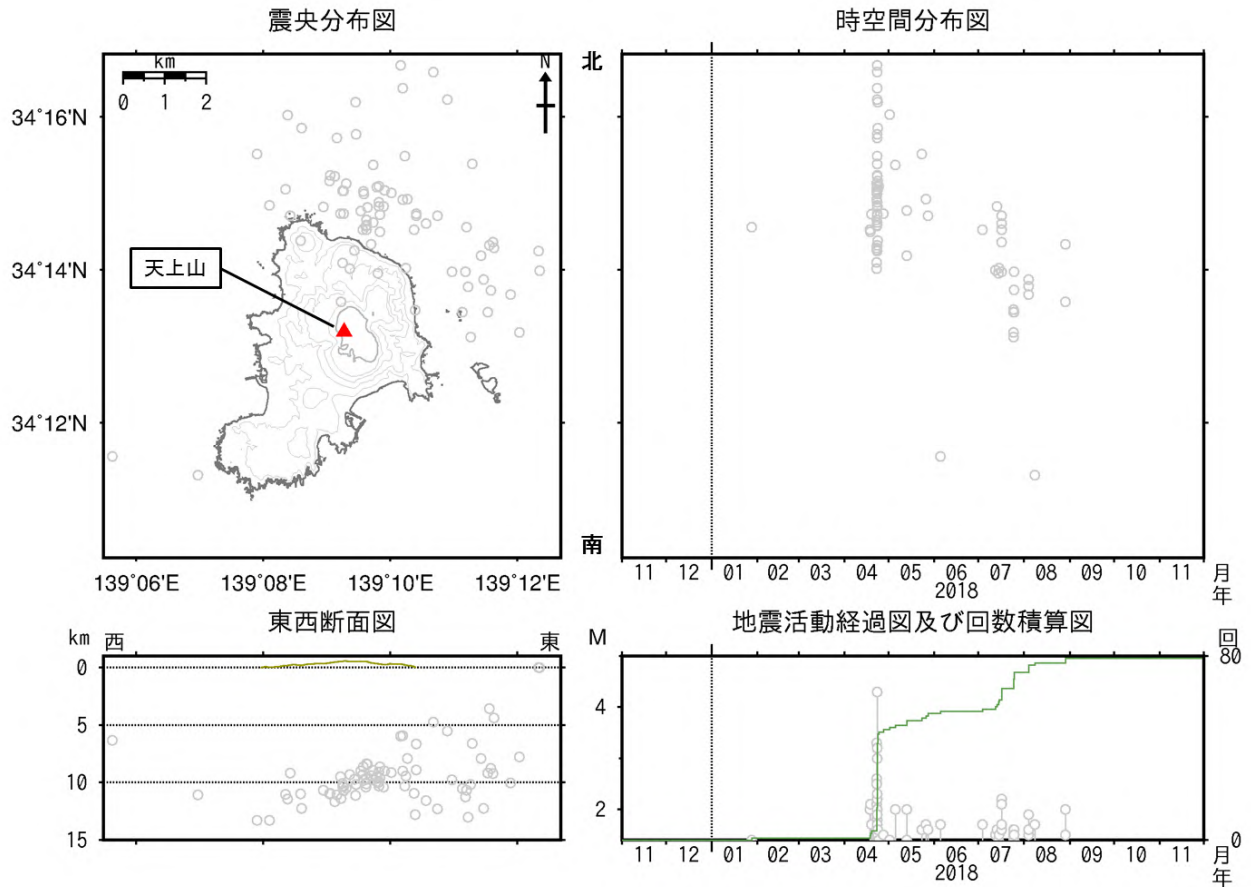 震央分布図
km
0 1 2
N
34°16'N
34°14'N
34°12'N
天上山
139°06'E 139°08'E 139°10'E 139°12'E
時空間分布図
北
南
11 12 01 02 03 04 05 06 07 08 09 10 11 月
2018 年
東西断面図
km 西 東
0
5
10
15
地震活動経過図及び回数積算図
M 回
80
4
2
0
11 12 01 02 03 04 05 06 07 08 09 10 11 月
2018 年